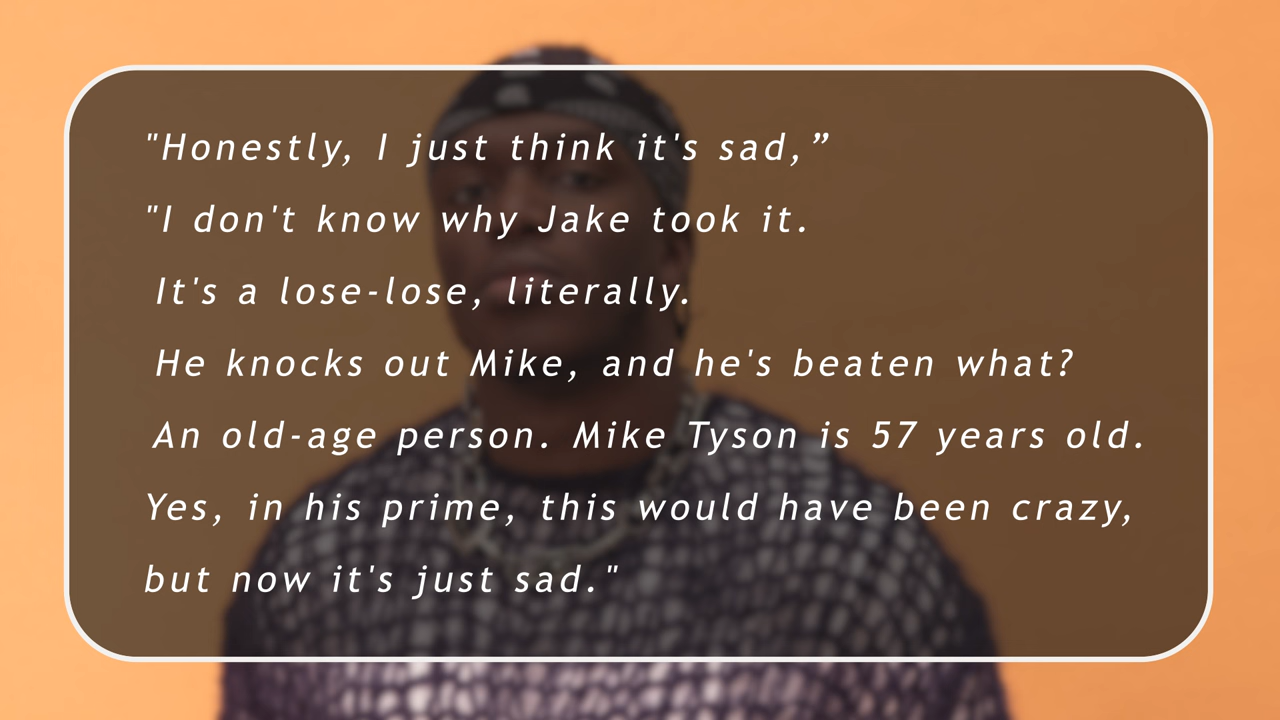 "Honestly, I just think it's sad,”
"I don't know why Jake took it.
It's a lose-lose, literally.
He knocks out Mike, and he's beaten what?
An old-age person. Mike Tyson is 57 years old.
Yes, in his prime, this would have been crazy,
but now it's just sad."